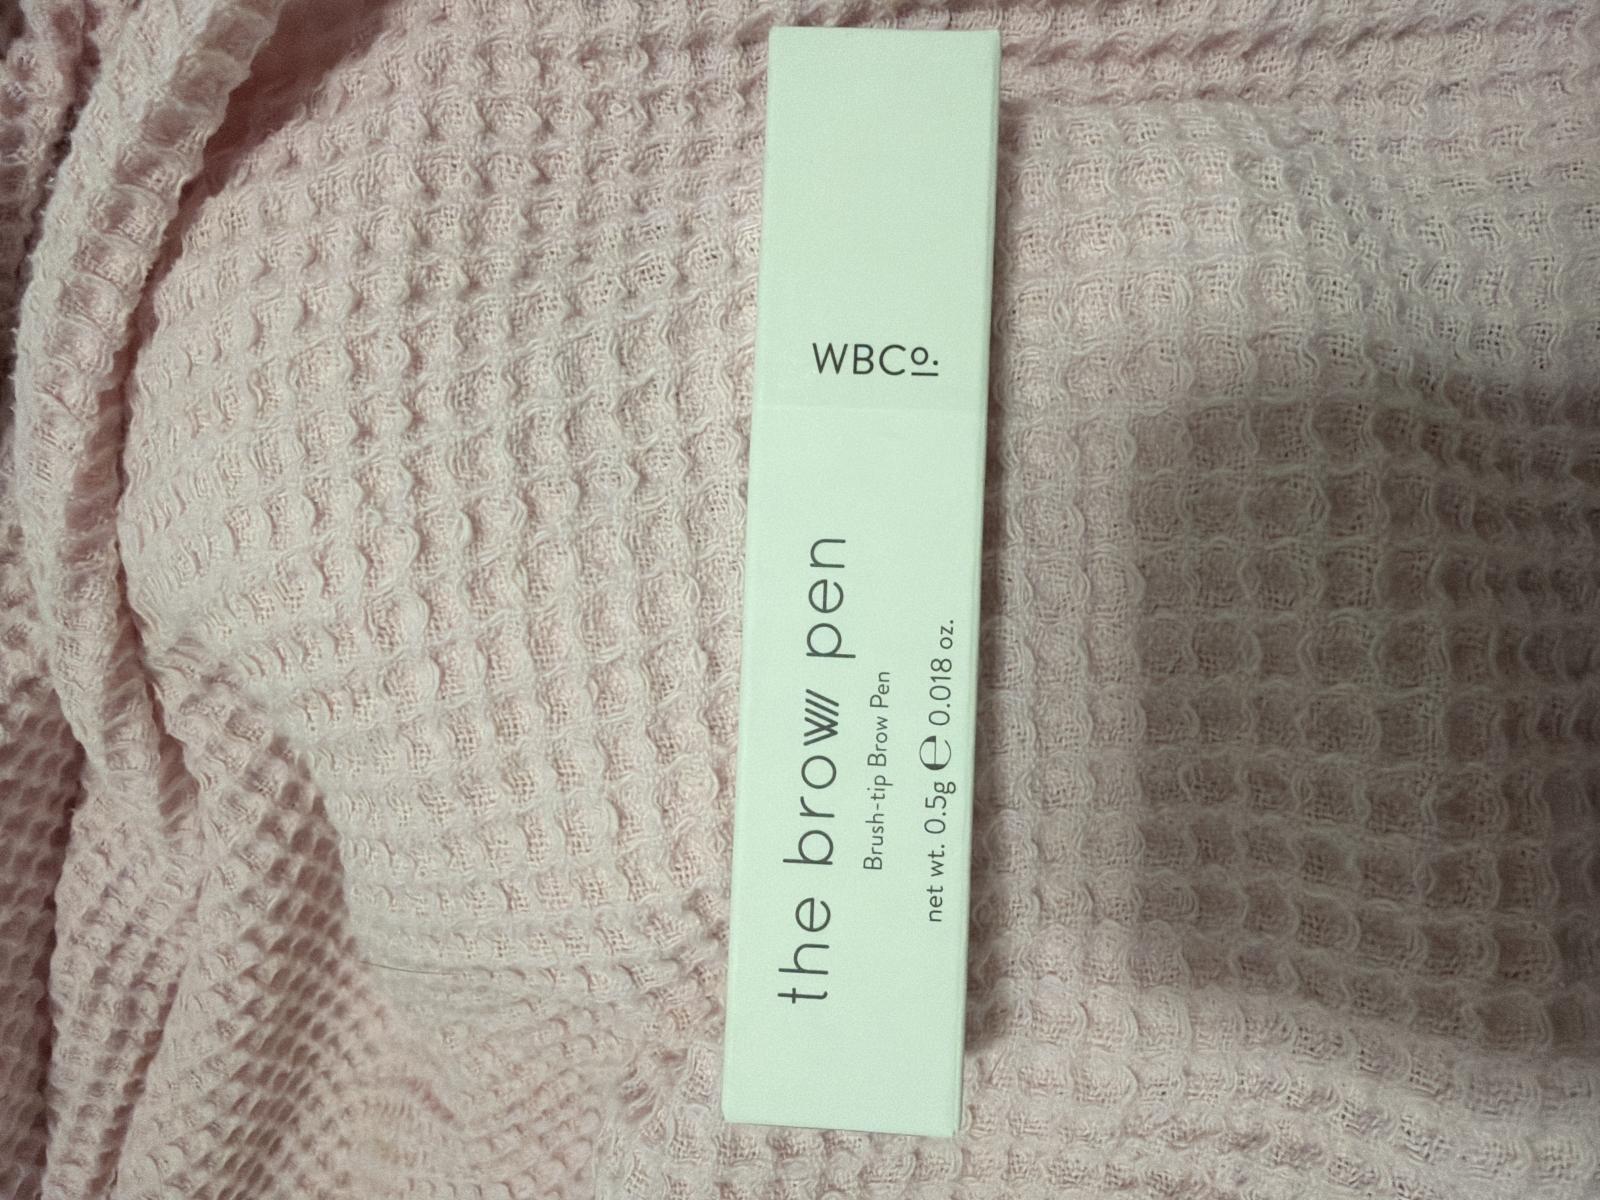 WBCo.
the brow pen
Brush-tip Brow Pen
net wt. 0.5g ℮ 0.018 oz.